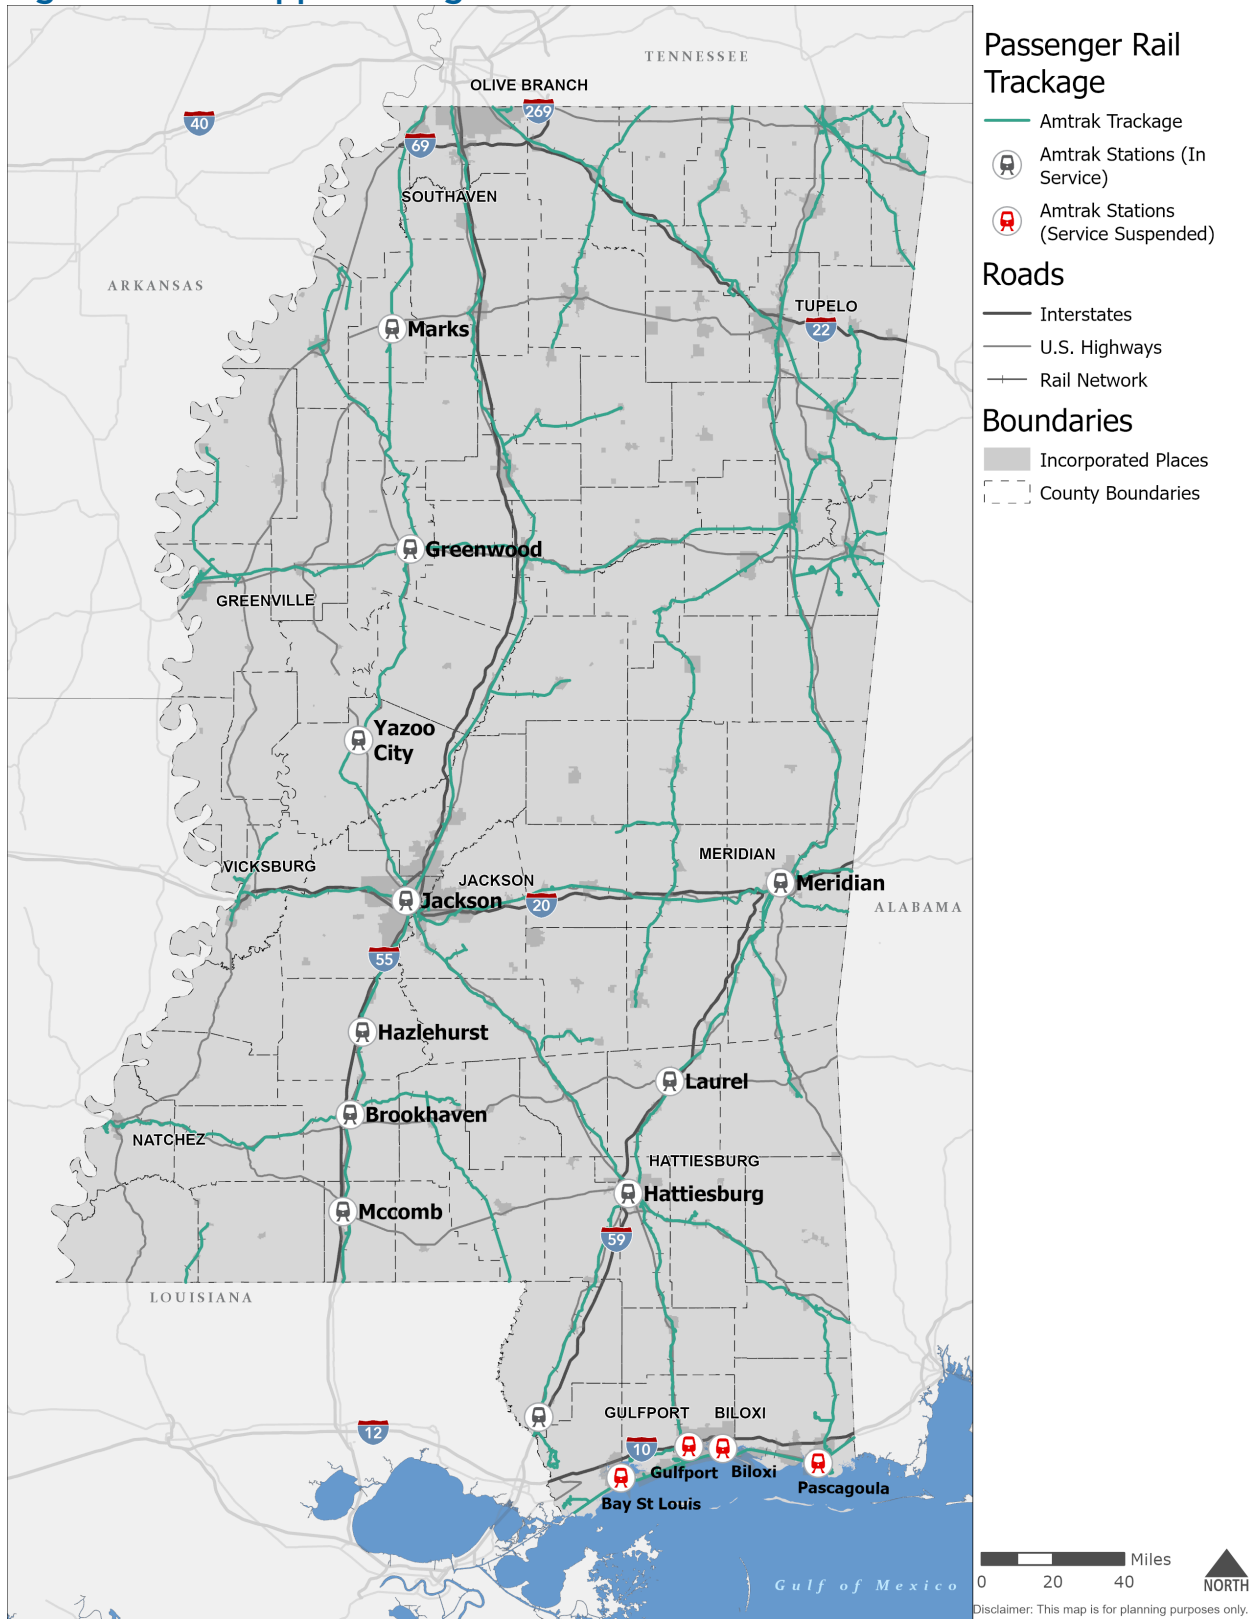 TENNESSEE
OLIVE BRANCH
269
40
69
SOUTHAVEN
ARKANSAS
TUPELO
22
Marks
Greenwood
GREENVILLE
Yazoo
City
VICKSBURG
JACKSON
Jackson
20
MERIDIAN
Meridian
ALABAMA
55
Hazlehurst
Laurel
Brookhaven
NATCHEZ
HATTIESBURG
Hattiesburg
Mccomb
59
LOUISIANA
GULFPORT
BILOXI
12
10
Gulfport
Biloxi
Pascagoula
Bay St Louis
Gulf of Mexico
Passenger Rail
Trackage
Amtrak Trackage
Amtrak Stations (In
Service)
Amtrak Stations
(Service Suspended)
Roads
Interstates
U.S. Highways
Rail Network
Boundaries
Incorporated Places
County Boundaries
Miles
0 20 40
NORTH
Disclaimer: This map is for planning purposes only.